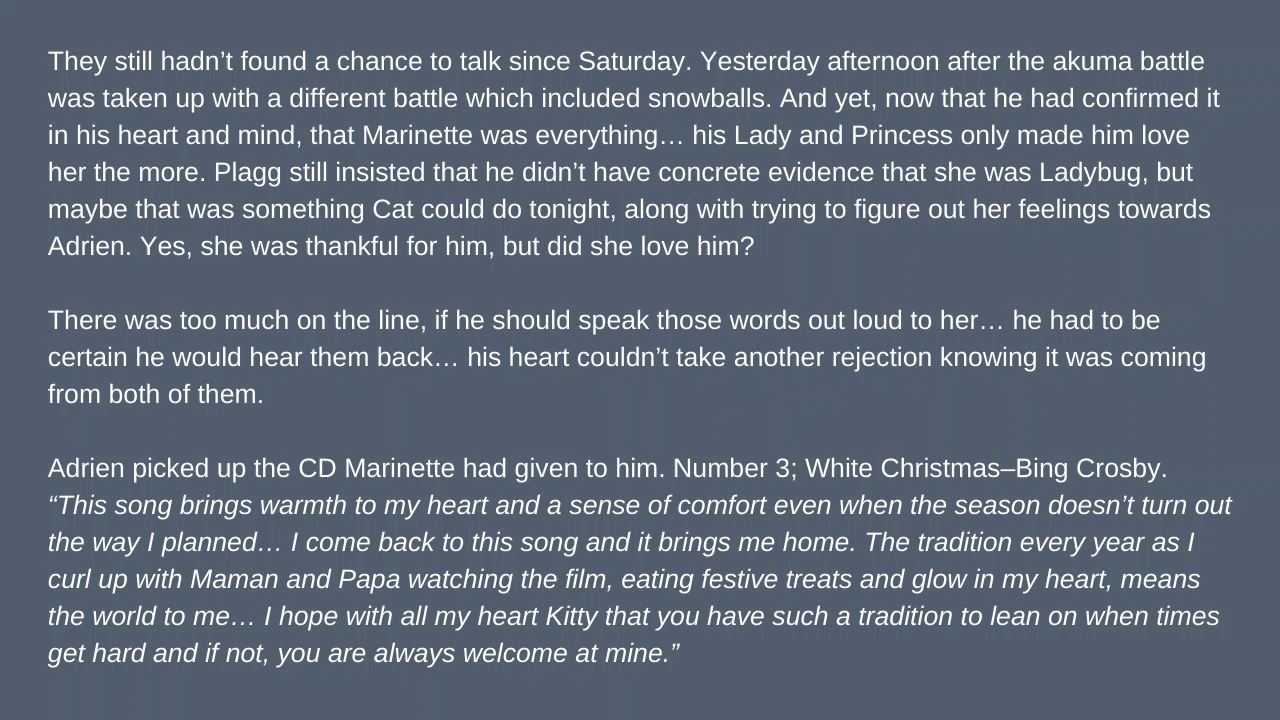 They still hadn’t found a chance to talk since Saturday. Yesterday afternoon after the akuma battle
was taken up with a different battle which included snowballs. And yet, now that he had confirmed it
in his heart and mind, that Marinette was everything… his Lady and Princess only made him love
her the more. Plagg still insisted that he didn’t have concrete evidence that she was Ladybug, but
maybe that was something Cat could do tonight, along with trying to figure out her feelings towards
Adrien. Yes, she was thankful for him, but did she love him?
There was too much on the line, if he should speak those words out loud to her… he had to be
certain he would hear them back… his heart couldn’t take another rejection knowing it was coming
from both of them.
Adrien picked up the CD Marinette had given to him. Number 3; White Christmas–Bing Crosby.
“This song brings warmth to my heart and a sense of comfort even when the season doesn’t turn out
the way I planned… I come back to this song and it brings me home. The tradition every year as I
curl up with Maman and Papa watching the film, eating festive treats and glow in my heart, means
the world to me… I hope with all my heart Kitty that you have such a tradition to lean on when times
get hard and if not, you are always welcome at mine.”